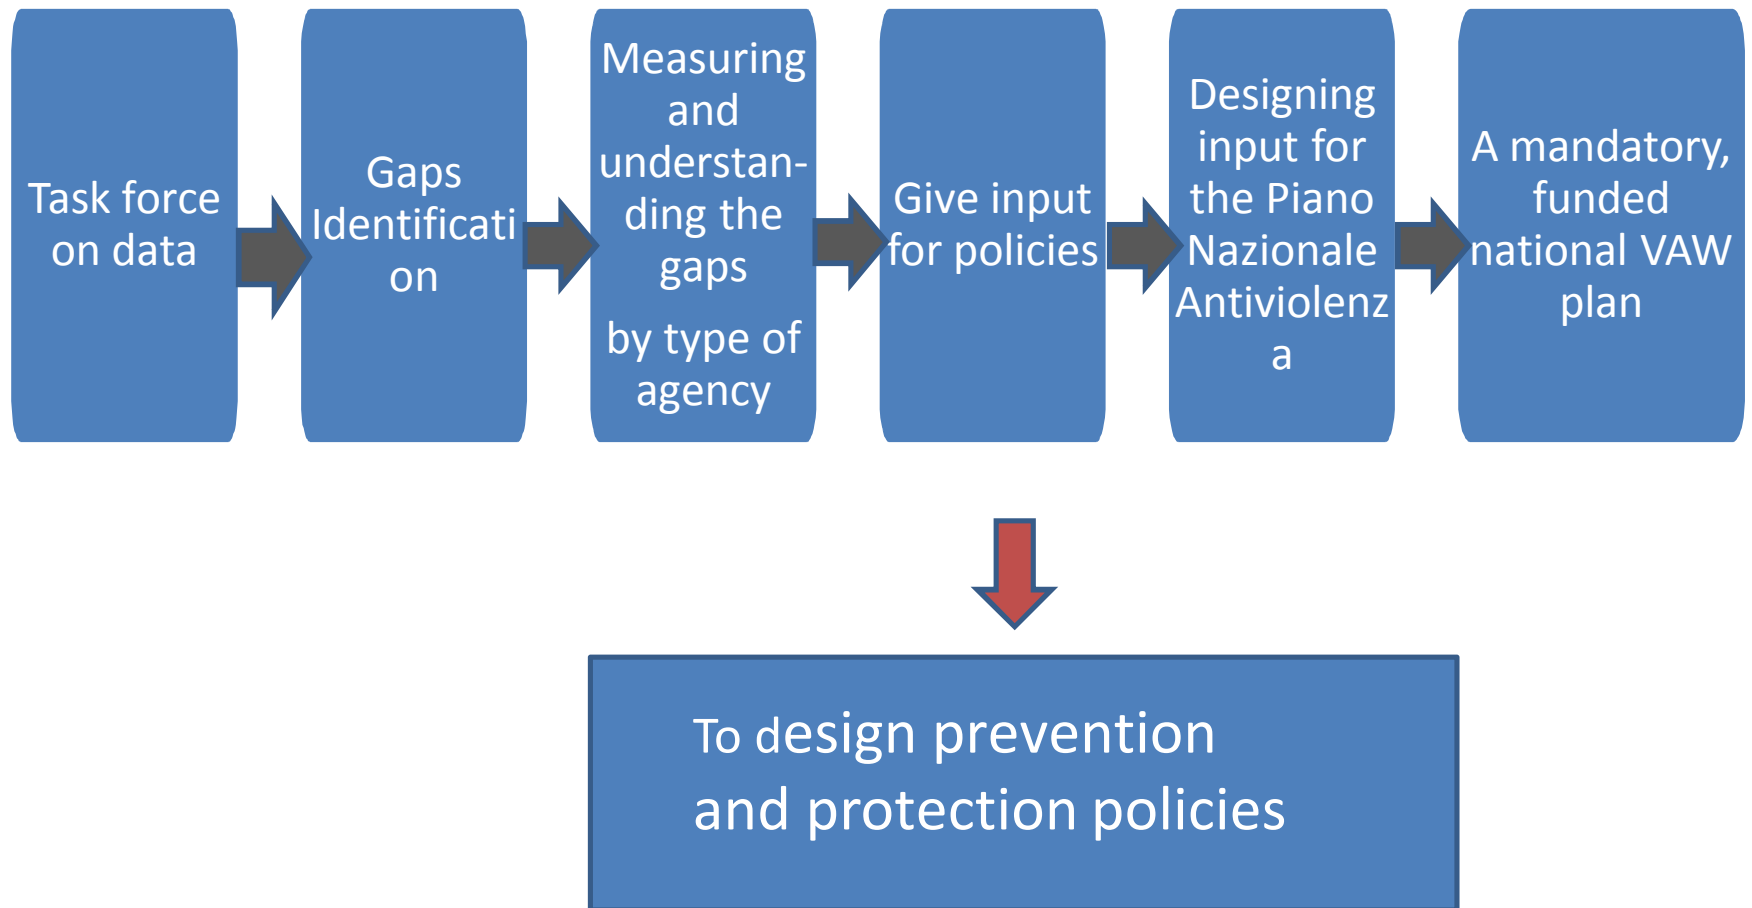 Task force
on data
Gaps
Identificati
on
Measuring
and
understan-
ding the
gaps
by type of
agency
Give input
for policies
Designing
input for
the Piano
Nazionale
Antiviolenz
a
A mandatory,
funded
national VAW
plan
To design prevention
and protection policies